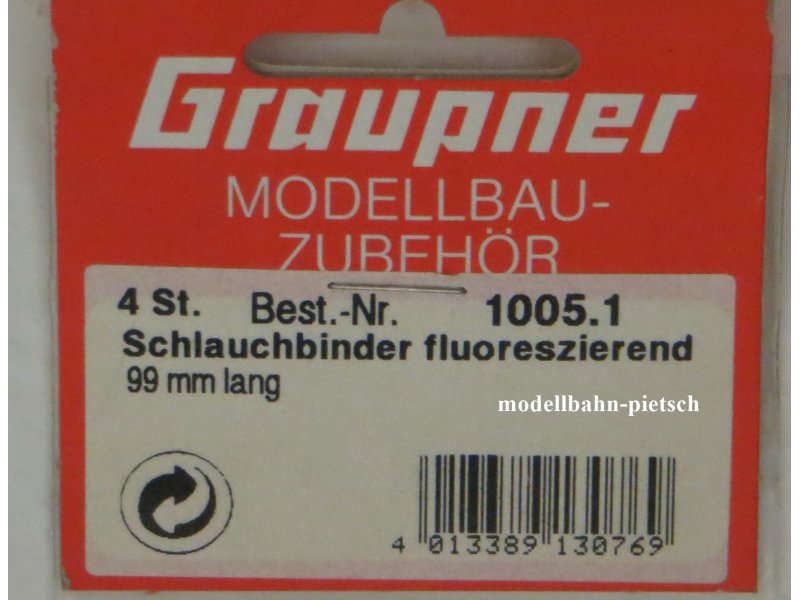 Graupner
MODELLBAU-
ZUBEHÖR
4 St. Best.-Nr. 1005.1
Schlauchbinder fluoreszierend
99 mm lang
modellbahn-pietsch
4 013389 130769